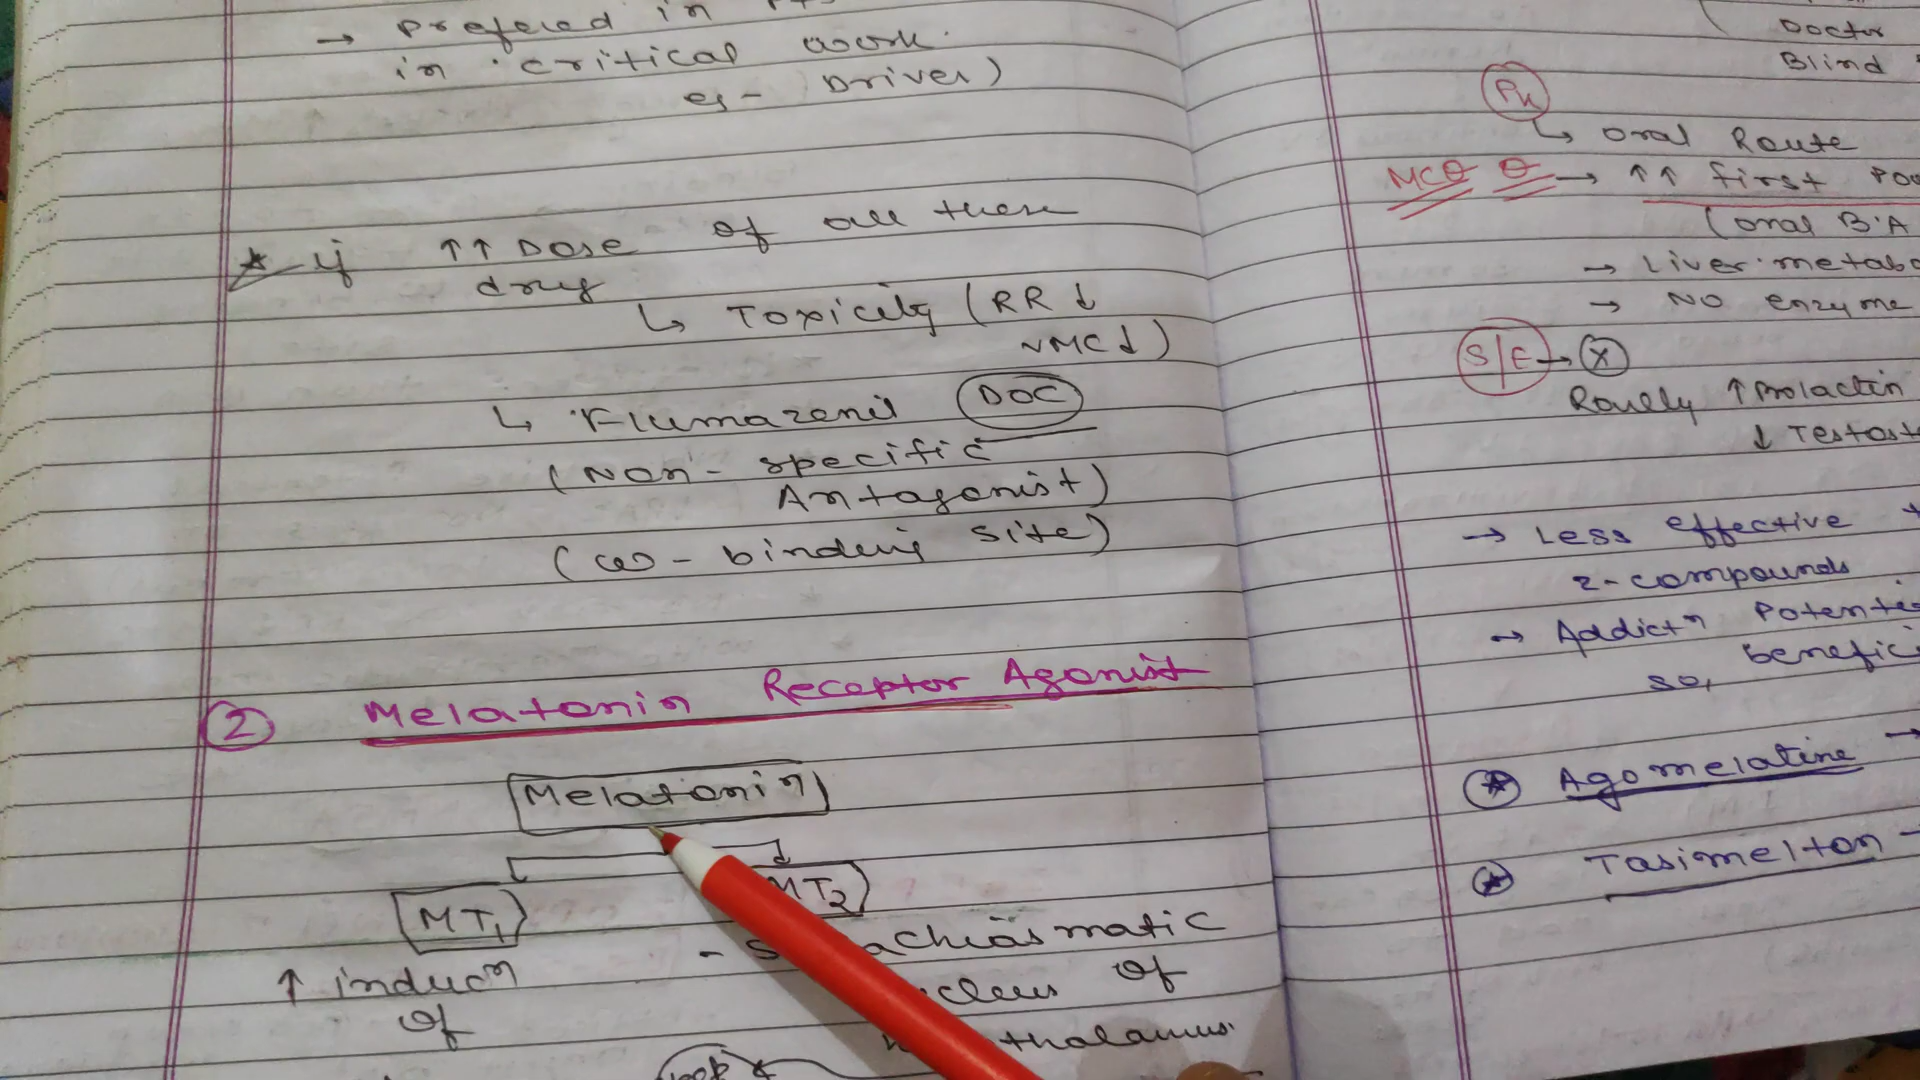 → Prefered in
in critical work.
eg - Driver)
* if ↑↑ Dose of all these
drug
↳ Toxicity (RR ↓
VMC ↓)
↳ Flumazenil DOC
(Non - specific
Antagonist)
(co - binding site)
② Melatonin Receptor Agonist
Melatonin
MT1 MT2
↑ inducn
of
achiasmatic
of
thalamus.
Doctor
Blind
PK
↳ oral Route
MCQ Q → ↑↑ first
(oral B.A
→ Liver metab
→ NO enzyme
S/E → X
Rarely ↑ Prolactin
↓ Test
→ Less effective
z-compounds
→ Addictn Potenti
benefic
so,
* Agomelatine →
* Tasimelton -